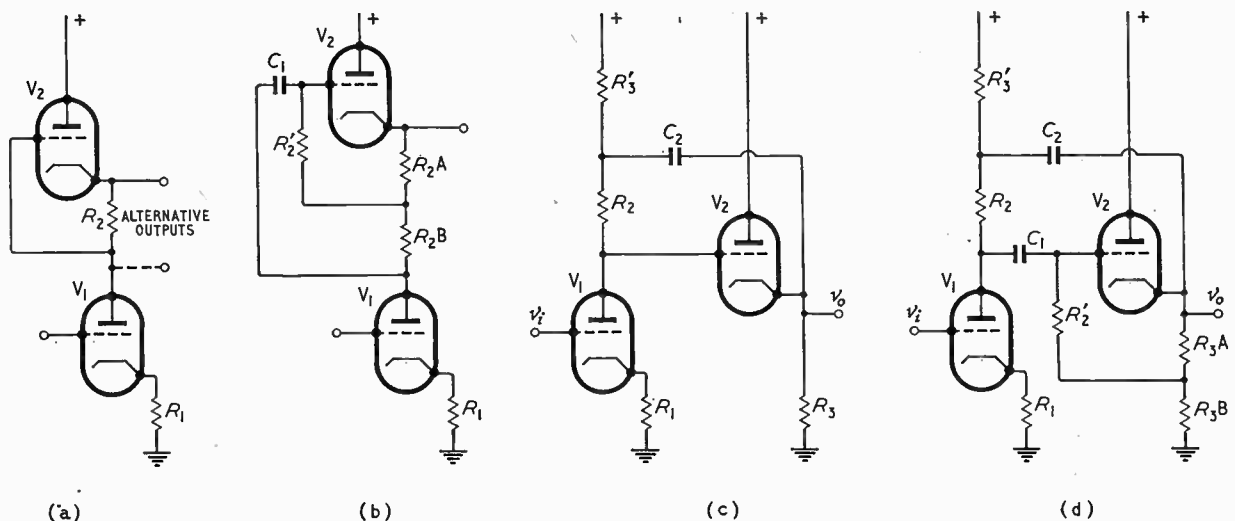 +
V2
R2
ALTERNATIVE
OUTPUTS
V1
R1
(a)
+
V2
C1
R2'
R2A
R2B
V1
R1
(b)
+
+
R3'
C2
R2
V2
V1
vi
vo
R1
R3
(c)
+
+
R3'
C2
R2
V2
C1
V1
vi
vo
R2'
R3A
R1
R3B
(d)